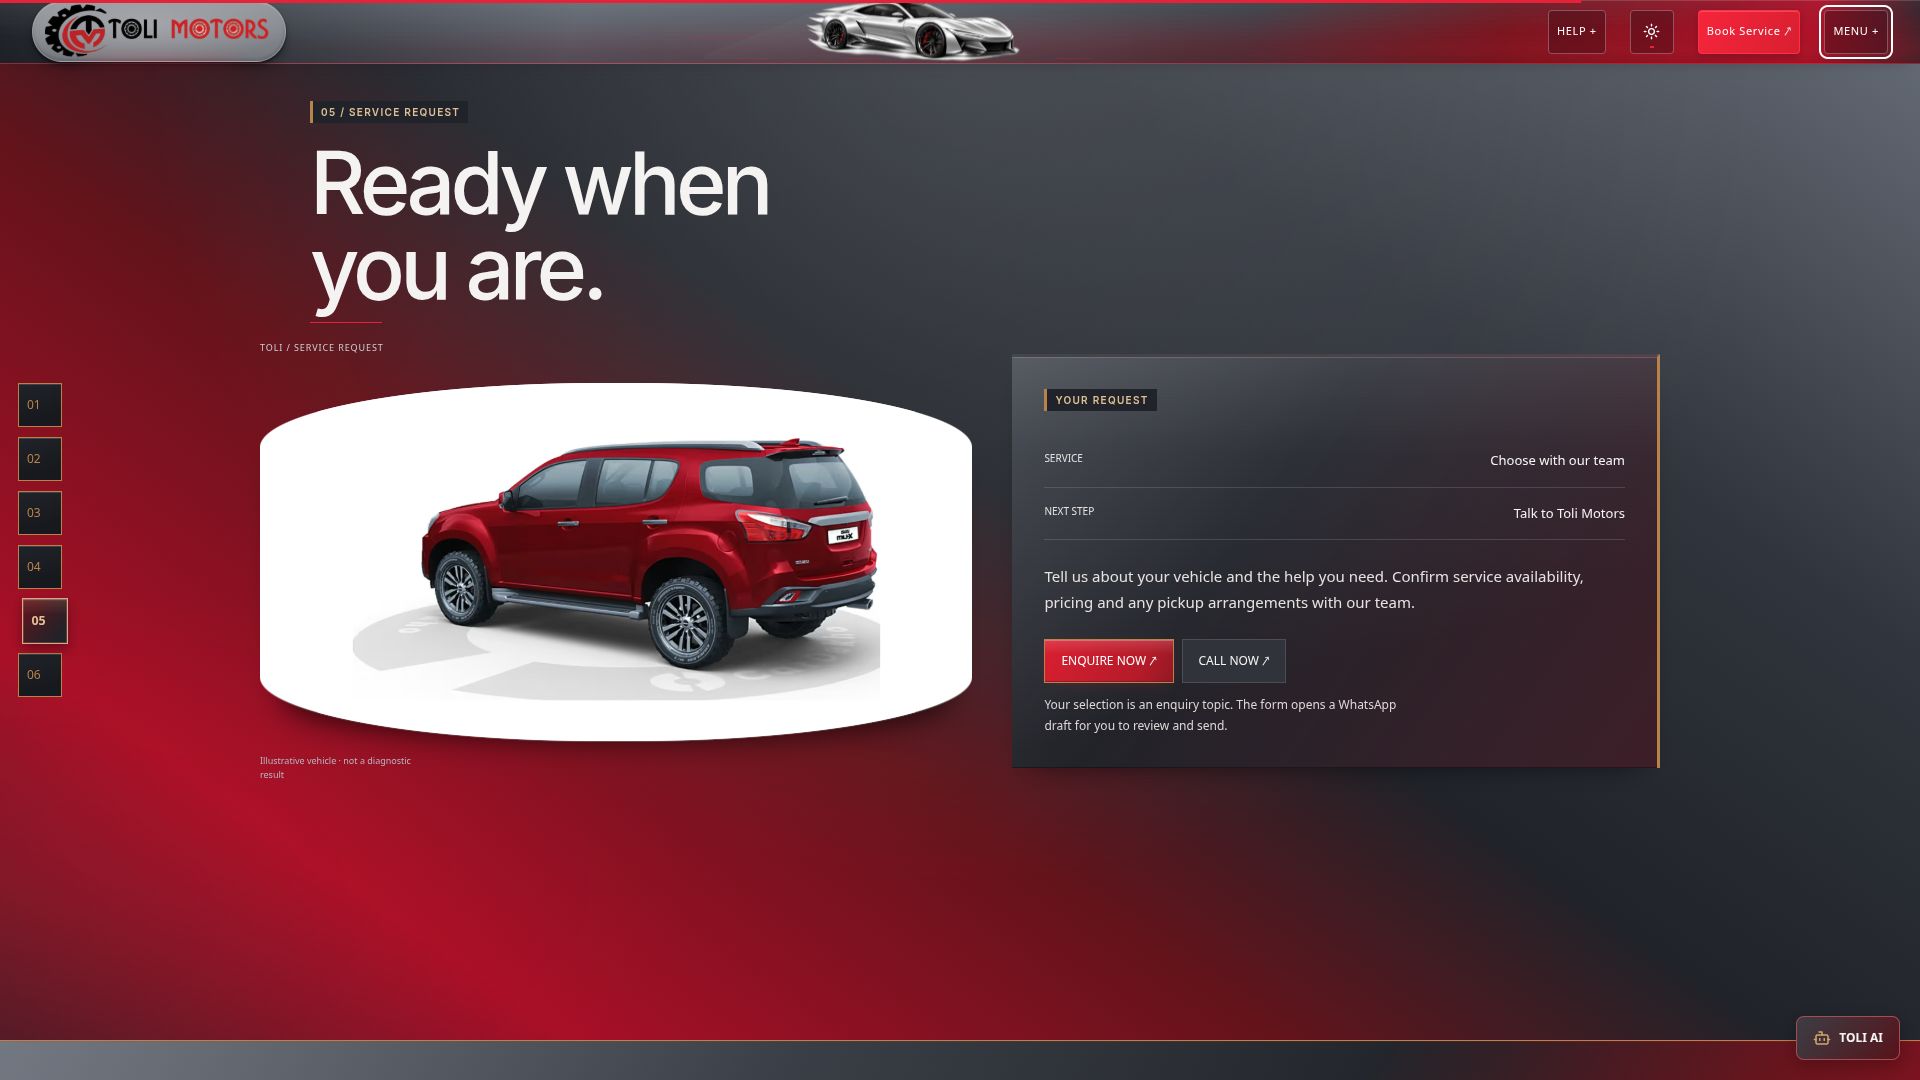 TOLI MOTORS
HELP +
Book Service ↗
MENU +
05 / SERVICE REQUEST
Ready when
you are.
TOLI / SERVICE REQUEST
01
02
03
04
05
06
mu-X
Illustrative vehicle · not a diagnostic
result
YOUR REQUEST
SERVICE
Choose with our team
NEXT STEP
Talk to Toli Motors
Tell us about your vehicle and the help you need. Confirm service availability,
pricing and any pickup arrangements with our team.
ENQUIRE NOW ↗
CALL NOW ↗
Your selection is an enquiry topic. The form opens a WhatsApp
draft for you to review and send.
TOLI AI